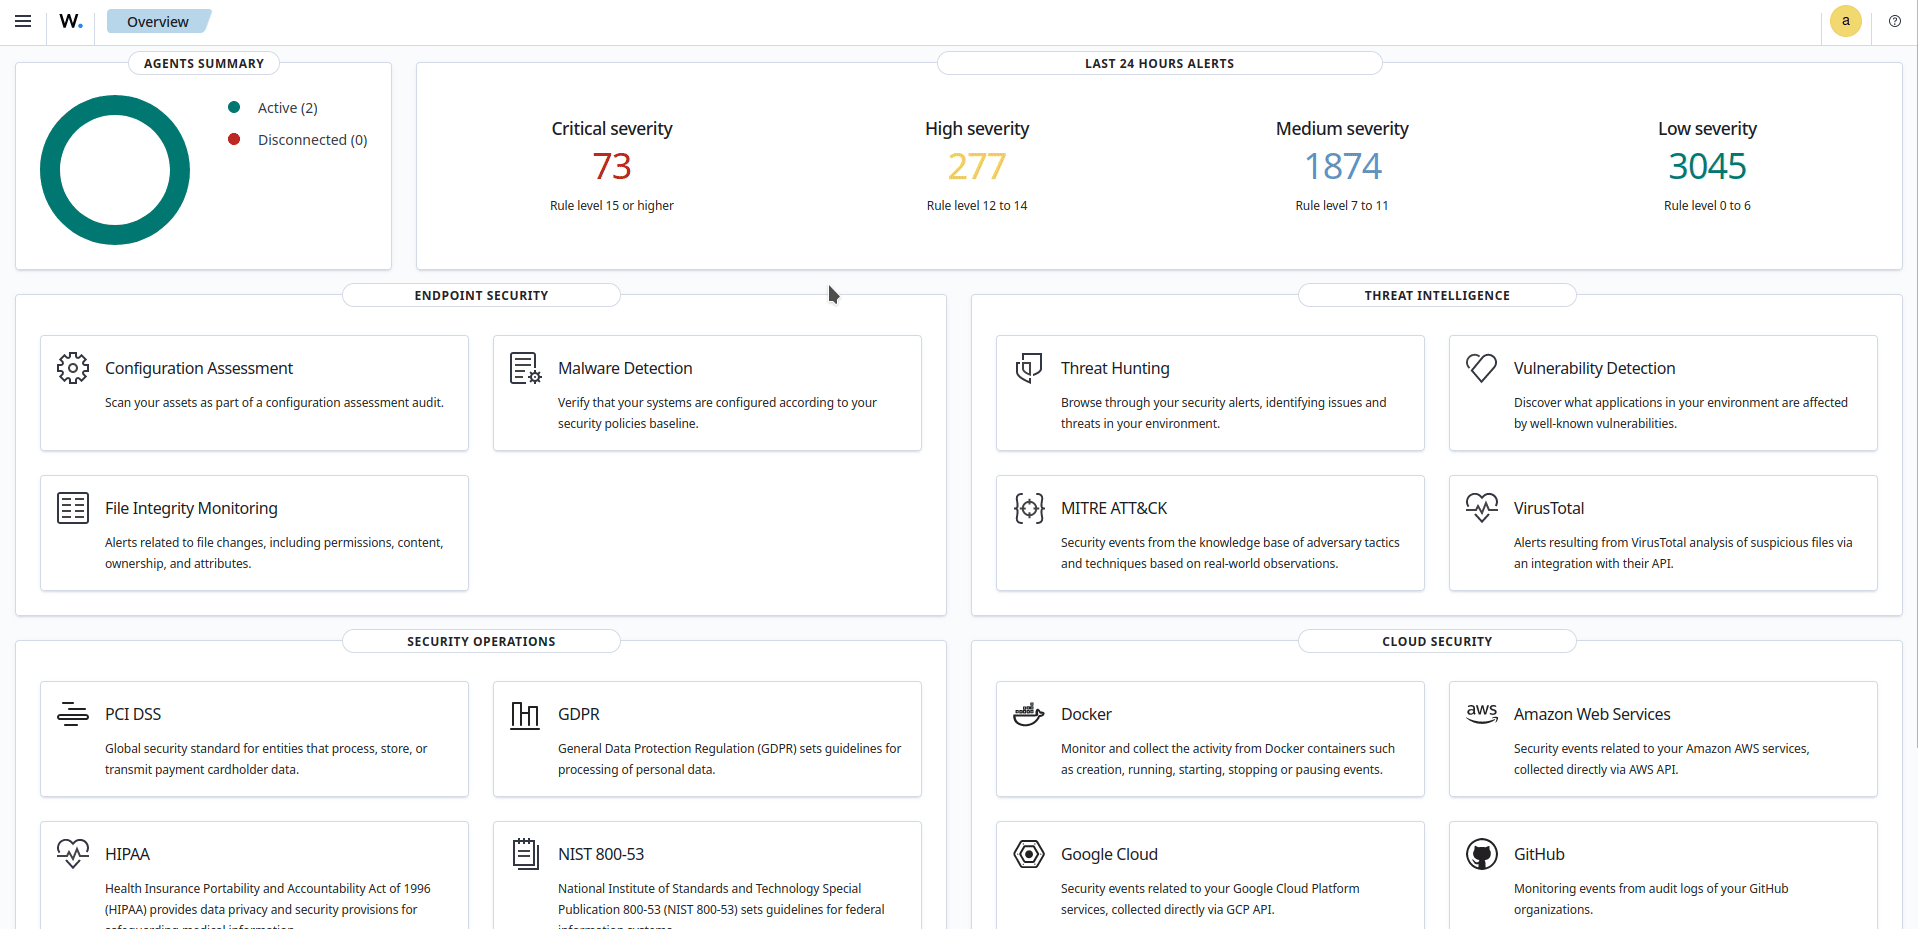 W.
Overview
a
AGENTS SUMMARY
Active (2)
Disconnected (0)
LAST 24 HOURS ALERTS
Critical severity
73
Rule level 15 or higher
High severity
277
Rule level 12 to 14
Medium severity
1874
Rule level 7 to 11
Low severity
3045
Rule level 0 to 6
ENDPOINT SECURITY
Configuration Assessment
Scan your assets as part of a configuration assessment audit.
Malware Detection
Verify that your systems are configured according to your
security policies baseline.
File Integrity Monitoring
Alerts related to file changes, including permissions, content,
ownership, and attributes.
THREAT INTELLIGENCE
Threat Hunting
Browse through your security alerts, identifying issues and
threats in your environment.
Vulnerability Detection
Discover what applications in your environment are affected
by well-known vulnerabilities.
MITRE ATT&CK
Security events from the knowledge base of adversary tactics
and techniques based on real-world observations.
VirusTotal
Alerts resulting from VirusTotal analysis of suspicious files via
an integration with their API.
SECURITY OPERATIONS
PCI DSS
Global security standard for entities that process, store, or
transmit payment cardholder data.
GDPR
General Data Protection Regulation (GDPR) sets guidelines for
processing of personal data.
HIPAA
Health Insurance Portability and Accountability Act of 1996
(HIPAA) provides data privacy and security provisions for
safeguarding medical information.
NIST 800-53
National Institute of Standards and Technology Special
Publication 800-53 (NIST 800-53) sets guidelines for federal
information systems.
CLOUD SECURITY
Docker
Monitor and collect the activity from Docker containers such
as creation, running, starting, stopping or pausing events.
aws
Amazon Web Services
Security events related to your Amazon AWS services,
collected directly via AWS API.
Google Cloud
Security events related to your Google Cloud Platform
services, collected directly via GCP API.
GitHub
Monitoring events from audit logs of your GitHub
organizations.